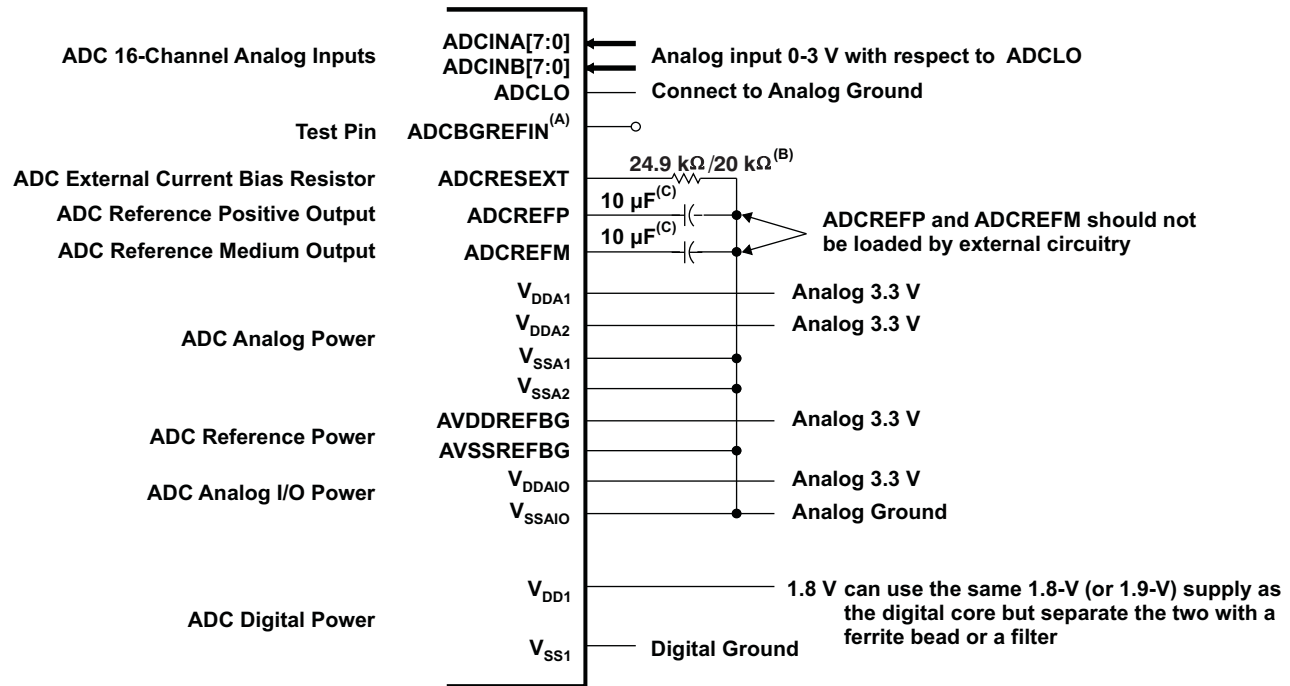 ADC 16-Channel Analog Inputs
ADCINA[7:0]
ADCINB[7:0]
Analog input 0-3 V with respect to ADCLO
ADCLO
Connect to Analog Ground
Test Pin
ADCBGREFIN(A)
24.9 kΩ/20 kΩ(B)
ADC External Current Bias Resistor
ADCRESEXT
10 µF(C)
ADC Reference Positive Output
ADCREFP
10 µF(C)
ADC Reference Medium Output
ADCREFM
ADCREFP and ADCREFM should not
be loaded by external circuitry
ADC Analog Power
VDDA1
Analog 3.3 V
VDDA2
Analog 3.3 V
VSSA1
VSSA2
ADC Reference Power
AVDDREFBG
Analog 3.3 V
AVSSREFBG
ADC Analog I/O Power
VDDAIO
Analog 3.3 V
VSSAIO
Analog Ground
ADC Digital Power
VDD1
1.8 V can use the same 1.8-V (or 1.9-V) supply as
the digital core but separate the two with a
ferrite bead or a filter
VSS1
Digital Ground